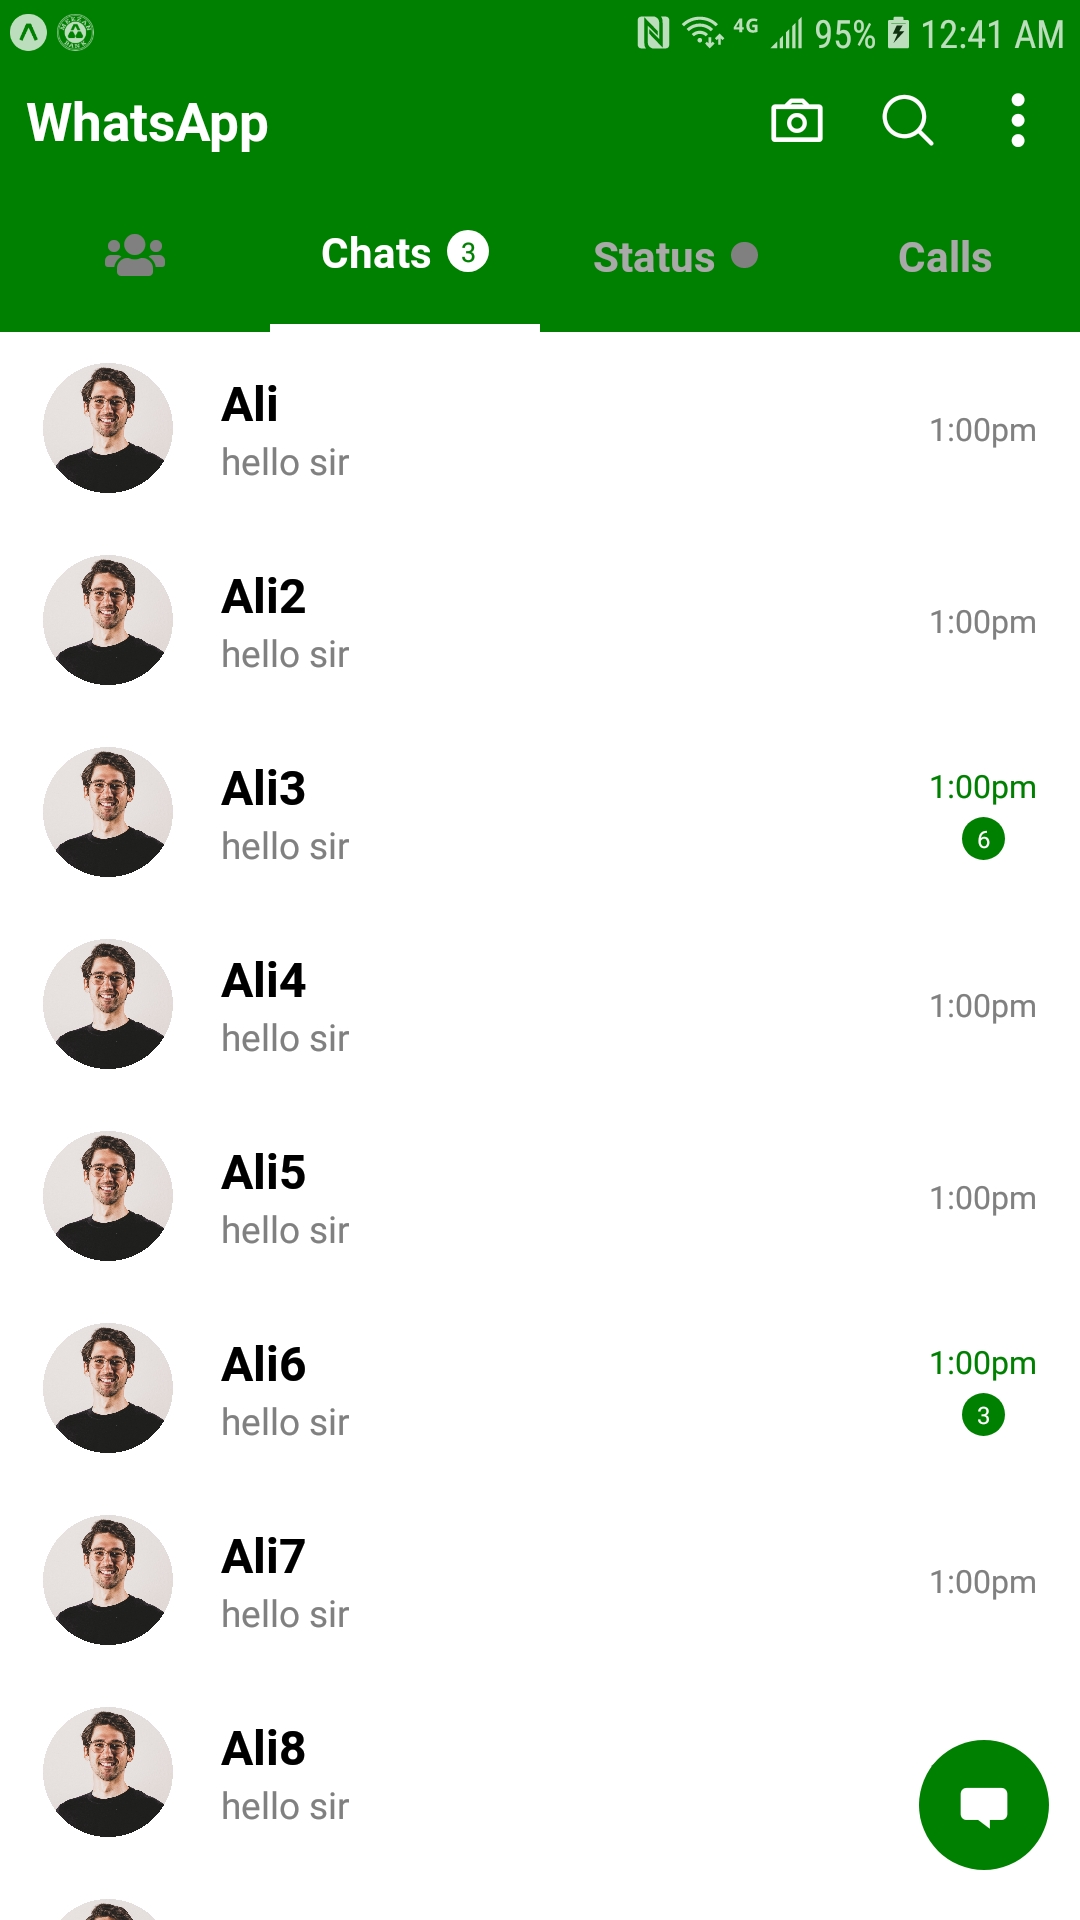 4G 95% 12:41 AM
WhatsApp
Chats 3 Status Calls
Ali
hello sir
1:00pm
Ali2
hello sir
1:00pm
Ali3
hello sir
1:00pm
6
Ali4
hello sir
1:00pm
Ali5
hello sir
1:00pm
Ali6
hello sir
1:00pm
3
Ali7
hello sir
1:00pm
Ali8
hello sir